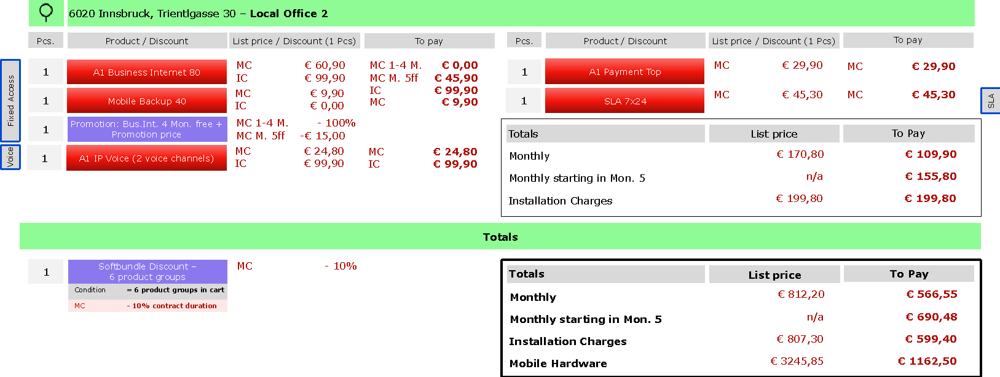 6020 Innsbruck, Trientlgasse 30 – Local Office 2
Pcs. Product / Discount List price / Discount (1 Pcs) To pay
Fixed Access
1 A1 Business Internet 80 MC € 60,90 MC 1-4 M. € 0,00
IC € 99,90 MC M. 5ff € 45,90
IC € 99,90
1 Mobile Backup 40 MC € 9,90 MC € 9,90
IC € 0,00
1 Promotion: Bus.Int. 4 Mon. free + MC 1-4 M. - 100%
Promotion price MC M. 5ff -€ 15,00
Voice
1 A1 IP Voice (2 voice channels) MC € 24,80 MC € 24,80
IC € 99,90 IC € 99,90
Pcs. Product / Discount List price / Discount (1 Pcs) To pay
1 A1 Payment Top MC € 29,90 MC € 29,90
1 SLA 7x24 MC € 45,30 MC € 45,30
SLA
Totals List price To Pay
Monthly € 170,80 € 109,90
Monthly starting in Mon. 5 n/a € 155,80
Installation Charges € 199,80 € 199,80
Totals
1 Softbundle Discount – MC - 10%
6 product groups
Condition = 6 product groups in cart
MC - 10% contract duration
Totals List price To Pay
Monthly € 812,20 € 566,55
Monthly starting in Mon. 5 n/a € 690,48
Installation Charges € 807,30 € 599,40
Mobile Hardware € 3245,85 € 1162,50